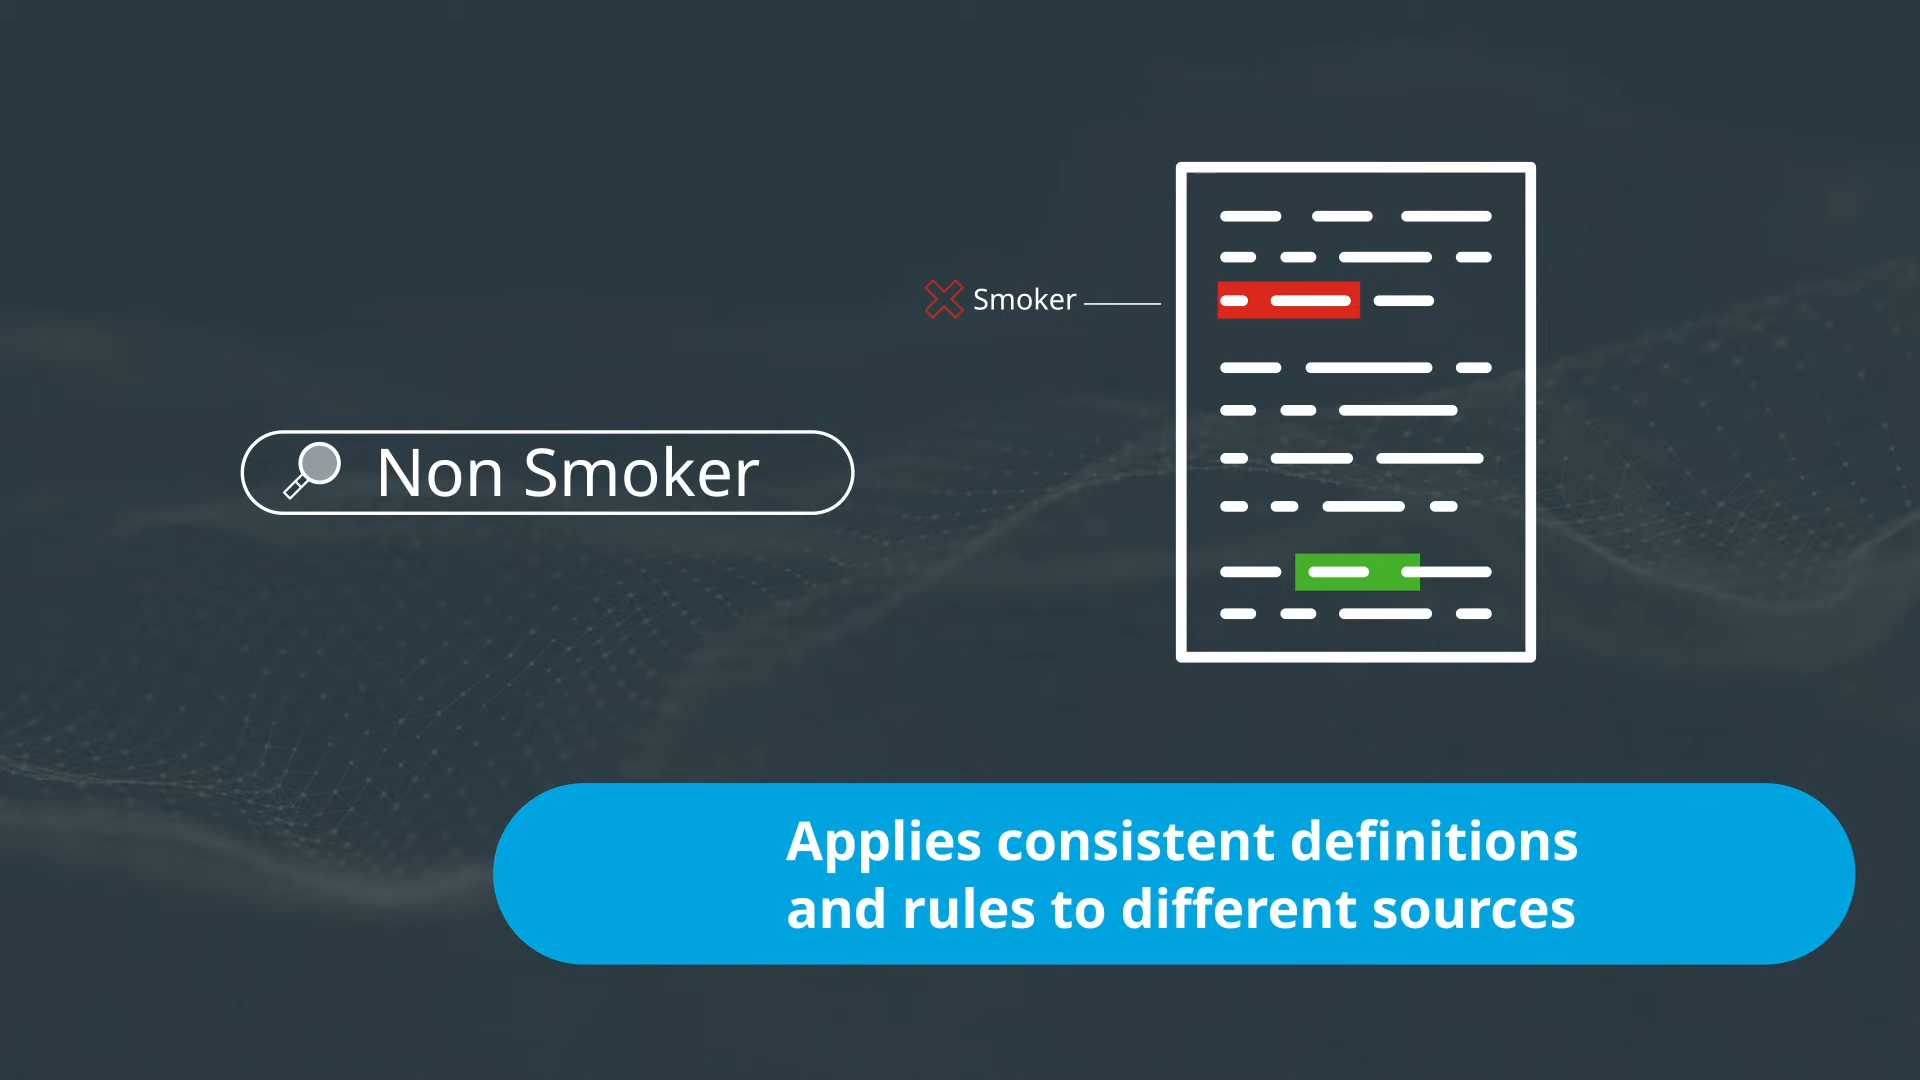 Smoker
Non Smoker
Applies consistent definitions
and rules to different sources